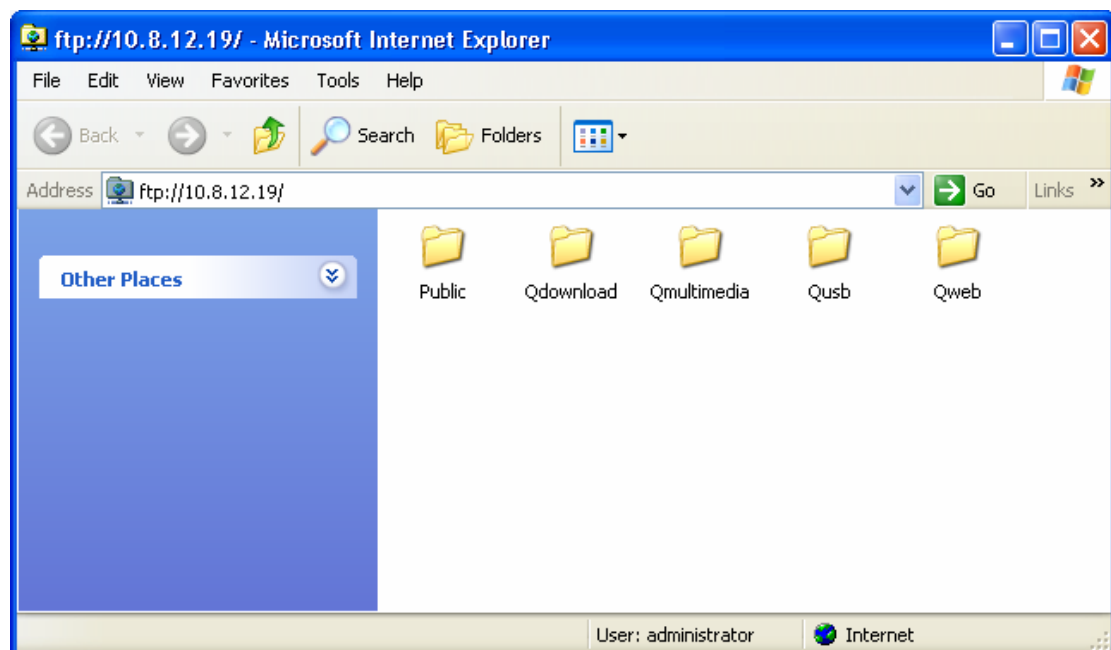 ftp://10.8.12.19/ - Microsoft Internet Explorer
File Edit View Favorites Tools Help
Back Search Folders
Address ftp://10.8.12.19/ Go Links »
Other Places
Public Qdownload Qmultimedia Qusb Qweb
User: administrator Internet